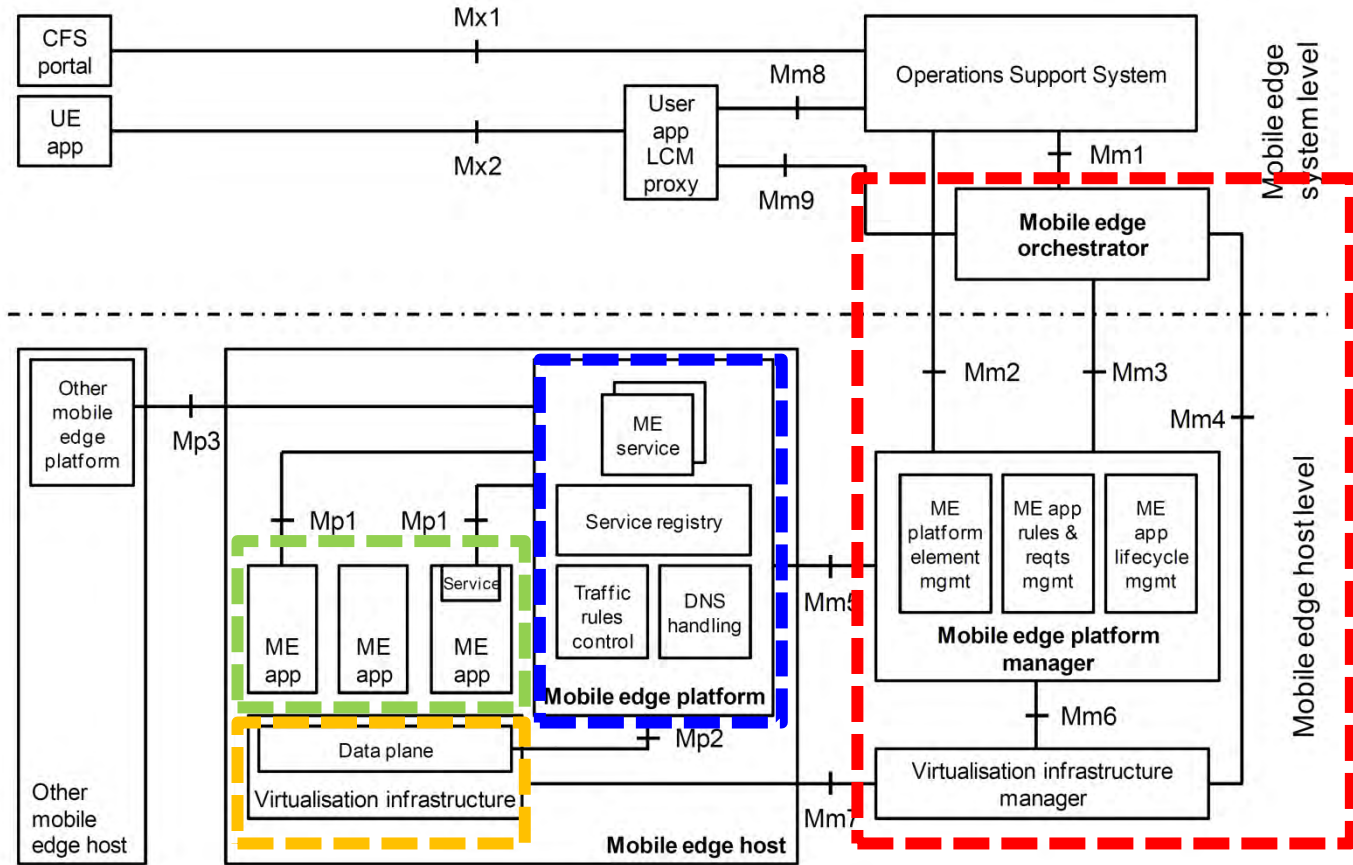 Mx1
CFS
portal
Operations Support System
Mm8
UE
app
User
app
LCM
proxy
Mx2
Mm9
Mm1
Mobile edge
system level
Mobile edge
orchestrator
Other
mobile
edge
platform
Mp3
ME
service
Mm2
Mm3
Mm4
Mp1
Mp1
Service registry
ME
platform
element
mgmt
ME app
rules &
reqts
mgmt
ME
app
lifecycle
mgmt
Mobile edge host level
Service
ME
app
ME
app
ME
app
Traffic
rules
control
DNS
handling
Mm5
Mobile edge platform
manager
Mobile edge platform
Mm6
Mp2
Data plane
Virtualisation infrastructure
Virtualisation infrastructure
manager
Mm7
Other
mobile
edge host
Mobile edge host